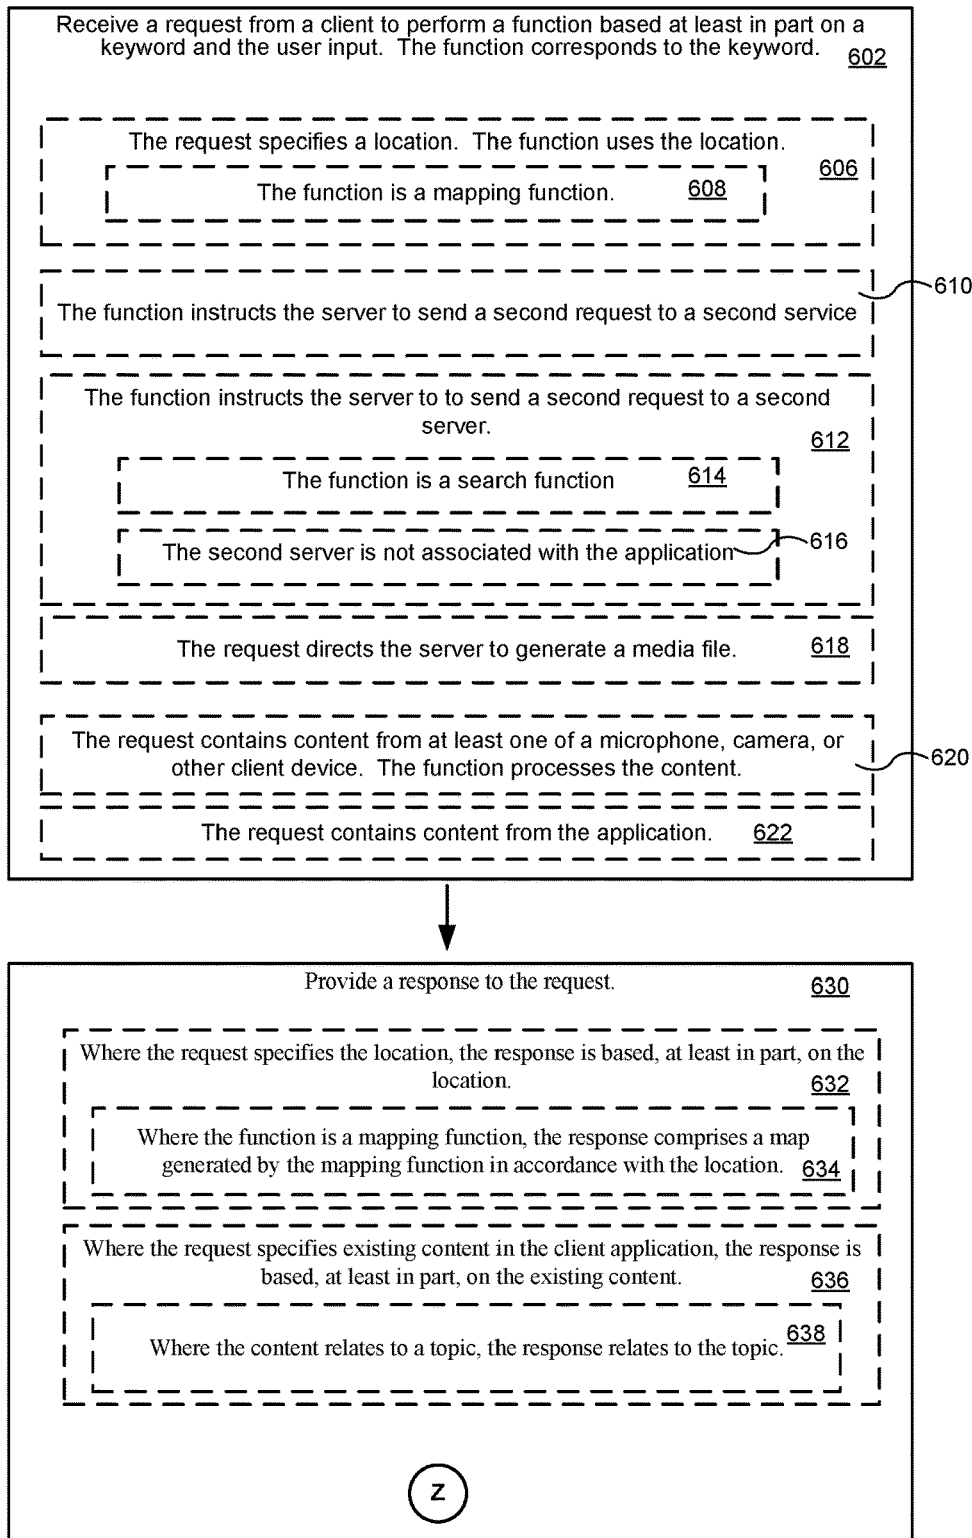 Receive a request from a client to perform a function based at least in part on a
keyword and the user input.  The function corresponds to the keyword.
602
The request specifies a location.  The function uses the location.
606
The function is a mapping function.
608
610
The function instructs the server to send a second request to a second service
The function instructs the server to to send a second request to a second
server.
612
The function is a search function
614
The second server is not associated with the application
616
The request directs the server to generate a media file.
618
The request contains content from at least one of a microphone, camera, or
other client device.  The function processes the content.
620
The request contains content from the application.
622
Provide a response to the request.
630
Where the request specifies the location, the response is based, at least in part, on the
location.
632
Where the function is a mapping function, the response comprises a map
generated by the mapping function in accordance with the location.
634
Where the request specifies existing content in the client application, the response is
based, at least in part, on the existing content.
636
638
Where the content relates to a topic, the response relates to the topic.
Z